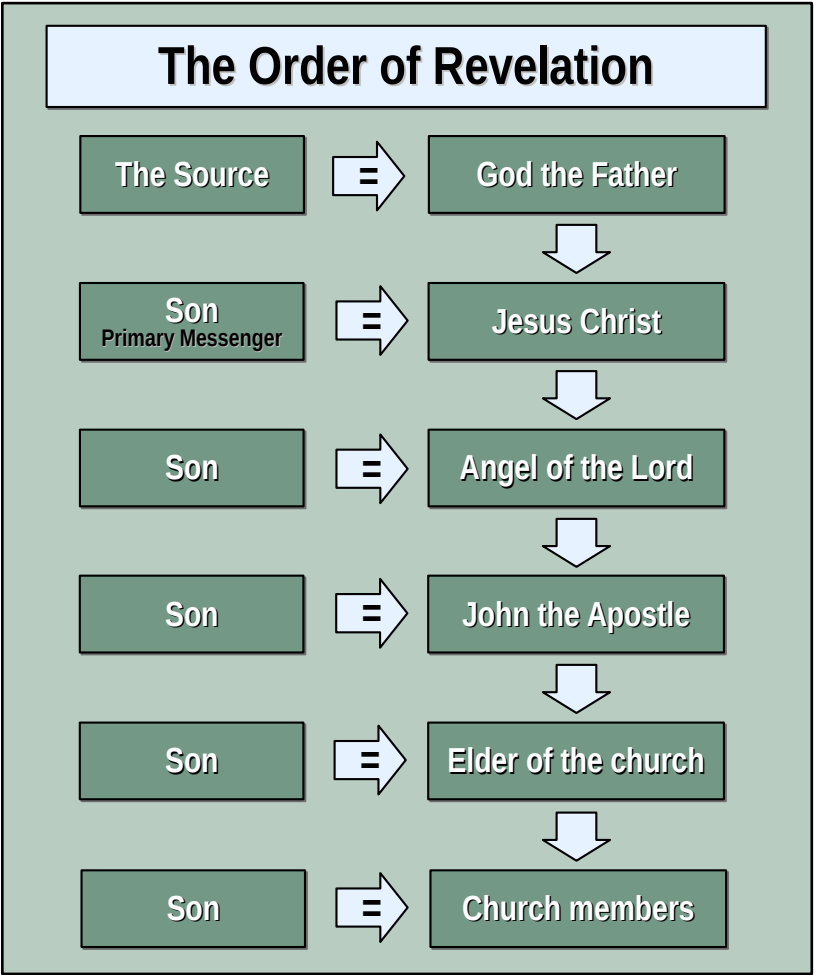 The Order of Revelation
The Source
=
God the Father
Son
Primary Messenger
=
Jesus Christ
Son
=
Angel of the Lord
Son
=
John the Apostle
Son
=
Elder of the church
Son
=
Church members